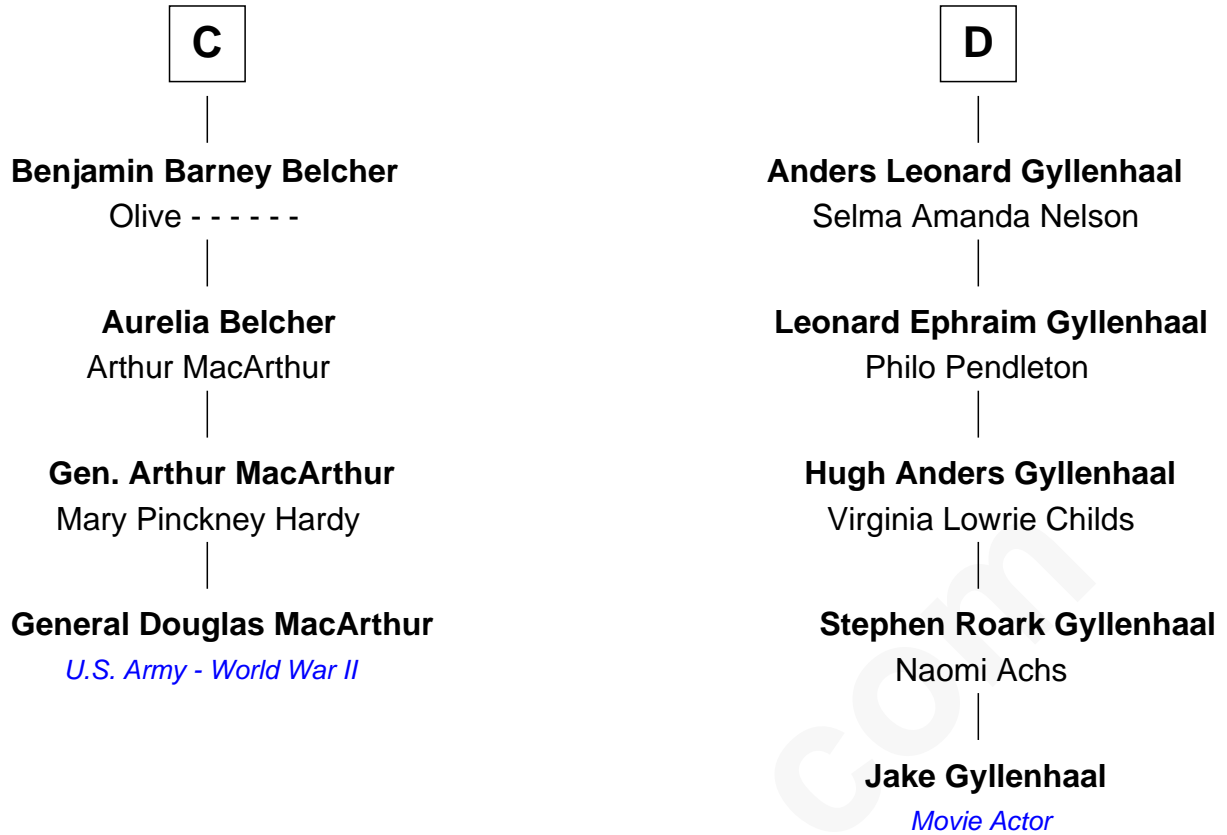 C
Benjamin Barney Belcher
Olive - - - - - -
Aurelia Belcher
Arthur MacArthur
Gen. Arthur MacArthur
Mary Pinckney Hardy
General Douglas MacArthur
U.S. Army - World War II
D
Anders Leonard Gyllenhaal
Selma Amanda Nelson
Leonard Ephraim Gyllenhaal
Philo Pendleton
Hugh Anders Gyllenhaal
Virginia Lowrie Childs
Stephen Roark Gyllenhaal
Naomi Achs
Jake Gyllenhaal
Movie Actor
com